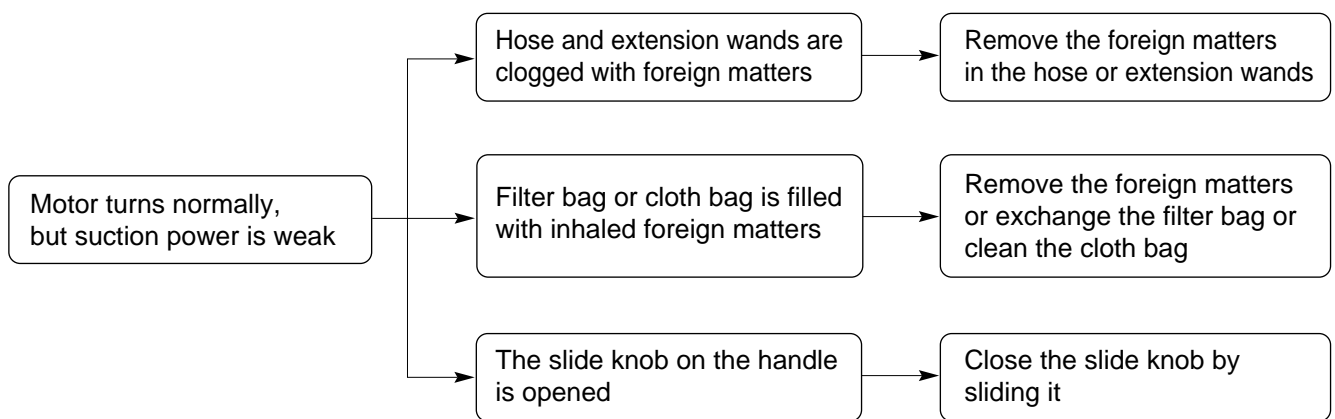 Motor turns normally,
but suction power is weak
Hose and extension wands are
clogged with foreign matters
Remove the foreign matters
in the hose or extension wands
Filter bag or cloth bag is filled
with inhaled foreign matters
Remove the foreign matters
or exchange the filter bag or
clean the cloth bag
The slide knob on the handle
is opened
Close the slide knob by
sliding it